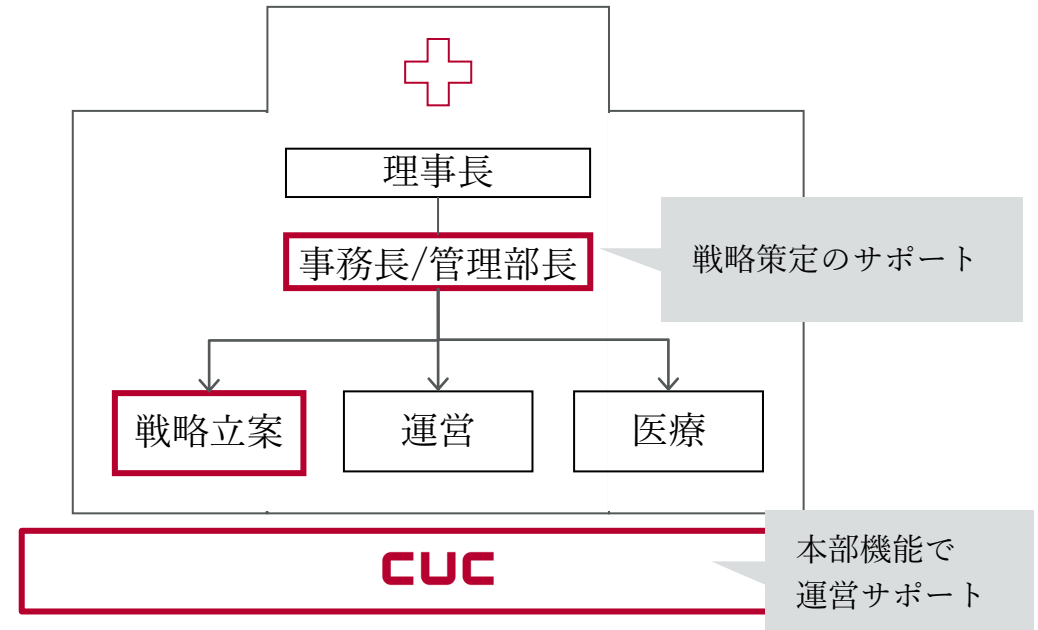 理事長
事務長/管理部長
戦略策定のサポート
戦略立案
運営
医療
CUC
本部機能で
運営サポート